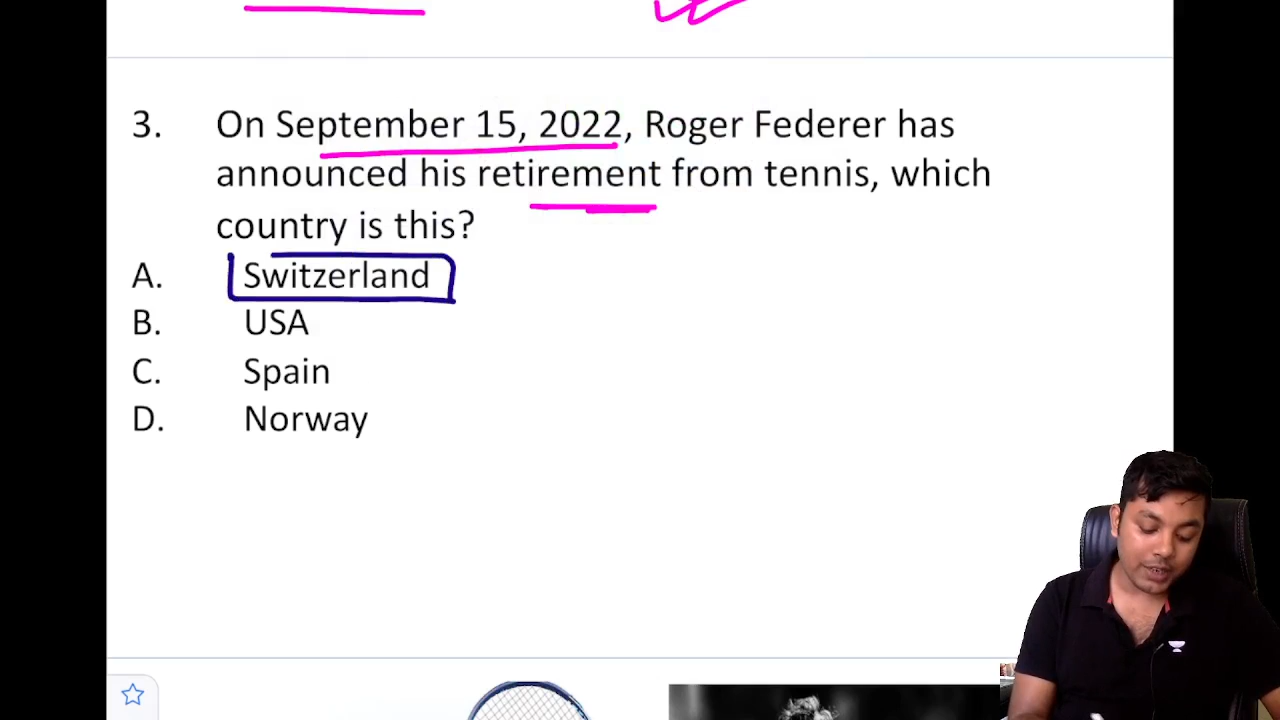 3. On September 15, 2022, Roger Federer has
announced his retirement from tennis, which
country is this?
A. Switzerland
B. USA
C. Spain
D. Norway